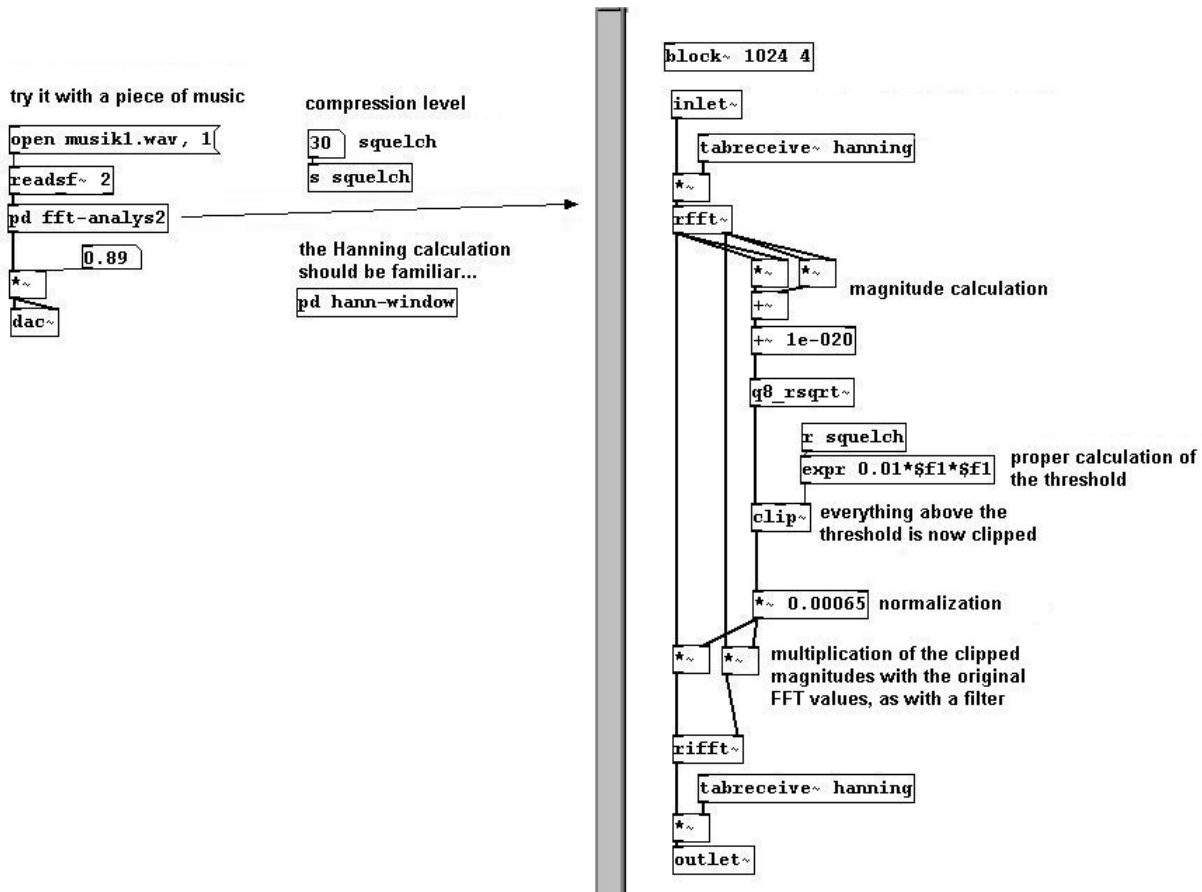 try it with a piece of music
open musik1.wav, 1
readsf~ 2
pd fft-analys2
0.89
*~
dac~
compression level
30 squelch
s squelch
the Hanning calculation
should be familiar...
pd hann-window
block~ 1024 4
inlet~
tabreceive~ hanning
*~
rfft~
*~ *~
magnitude calculation
+~
+~ 1e-020
q8_rsqrt~
r squelch
expr 0.01*$f1*$f1
proper calculation of
the threshold
clip~
everything above the
threshold is now clipped
*~ 0.00065 normalization
*~ *~
multiplication of the clipped
magnitudes with the original
FFT values, as with a filter
rifft~
tabreceive~ hanning
*~
outlet~